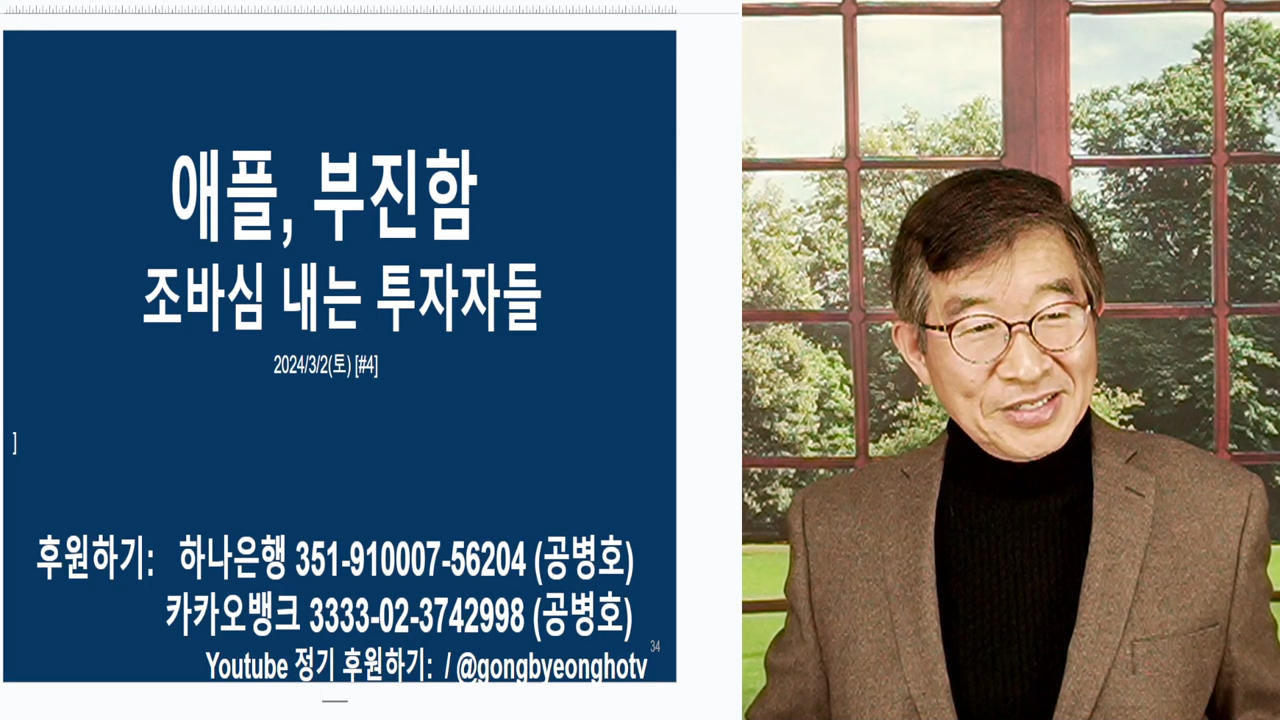 애플, 부진함
조바심 내는 투자자들
2024/3/2(토) [#4]
]
후원하기: 하나은행 351-910007-56204 (공병호)
카카오뱅크 3333-02-3742998 (공병호)
34
Youtube 정기 후원하기: / @gongbyeonghotv